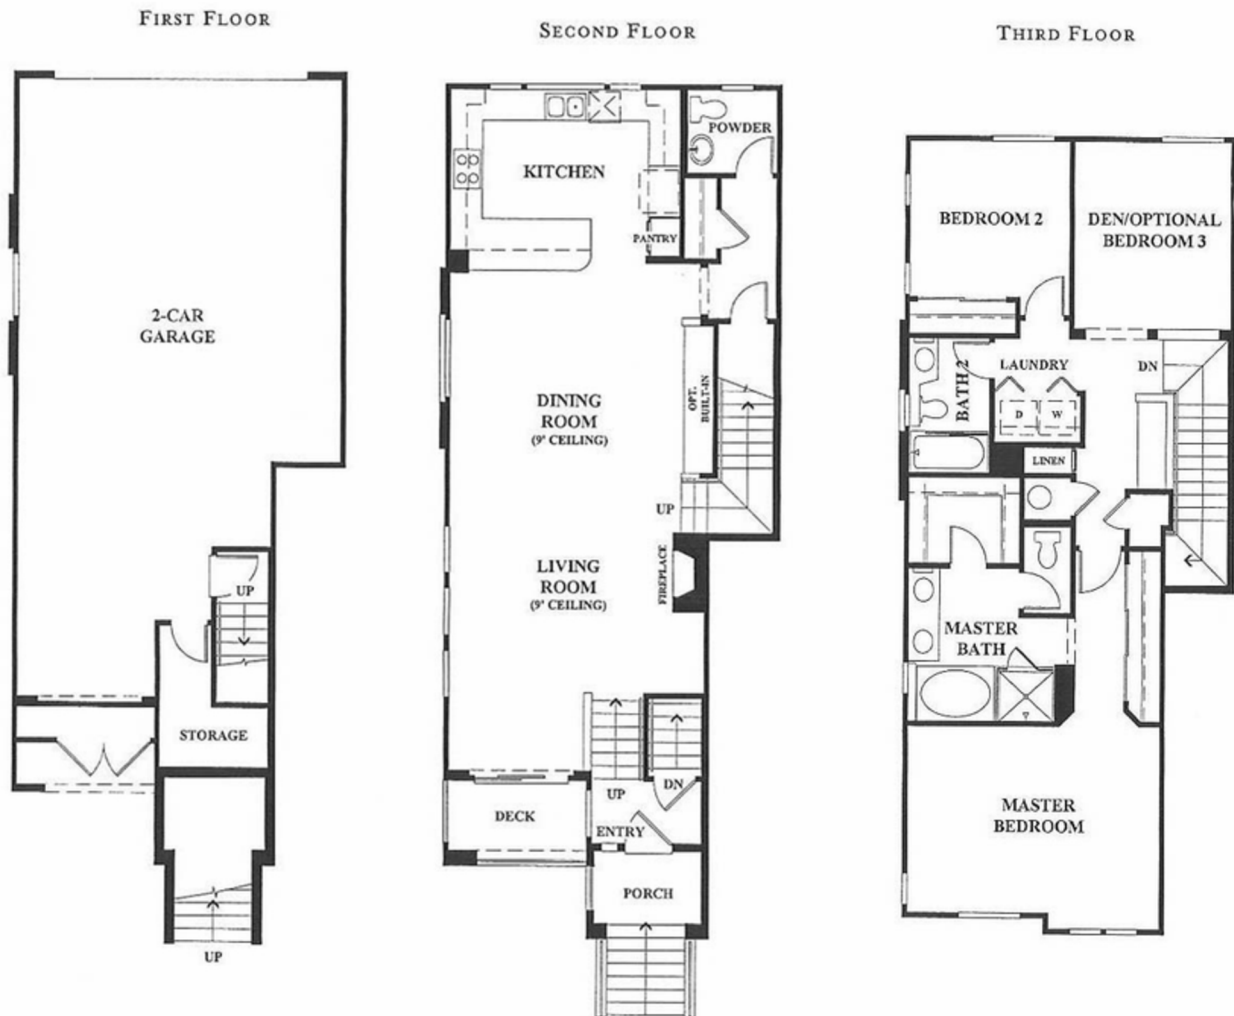 FIRST FLOOR
2-CAR
GARAGE
UP
STORAGE
UP
SECOND FLOOR
POWDER
KITCHEN
PANTRY
OPT.
BUILT-IN
DINING
ROOM
(9' CEILING)
UP
LIVING
ROOM
(9' CEILING)
FIREPLACE
UP
DN
DECK
ENTRY
PORCH
THIRD FLOOR
BEDROOM 2
DEN/OPTIONAL
BEDROOM 3
LAUNDRY
DN
BATH 2
D
W
LINEN
MASTER
BATH
MASTER
BEDROOM